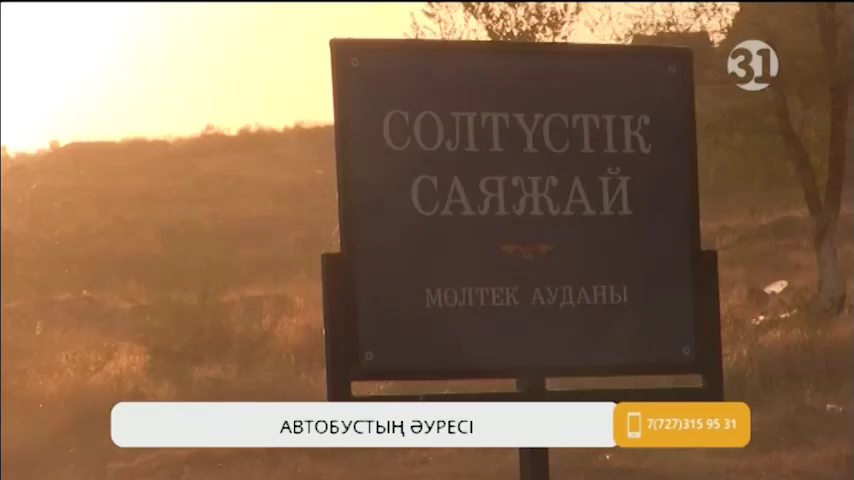 31
СОЛТҮСТІК
САЯЖАЙ
МӨЛТЕК АУДАНЫ
АВТОБУСТЫҢ ӘУРЕСІ
7(727)315 95 31